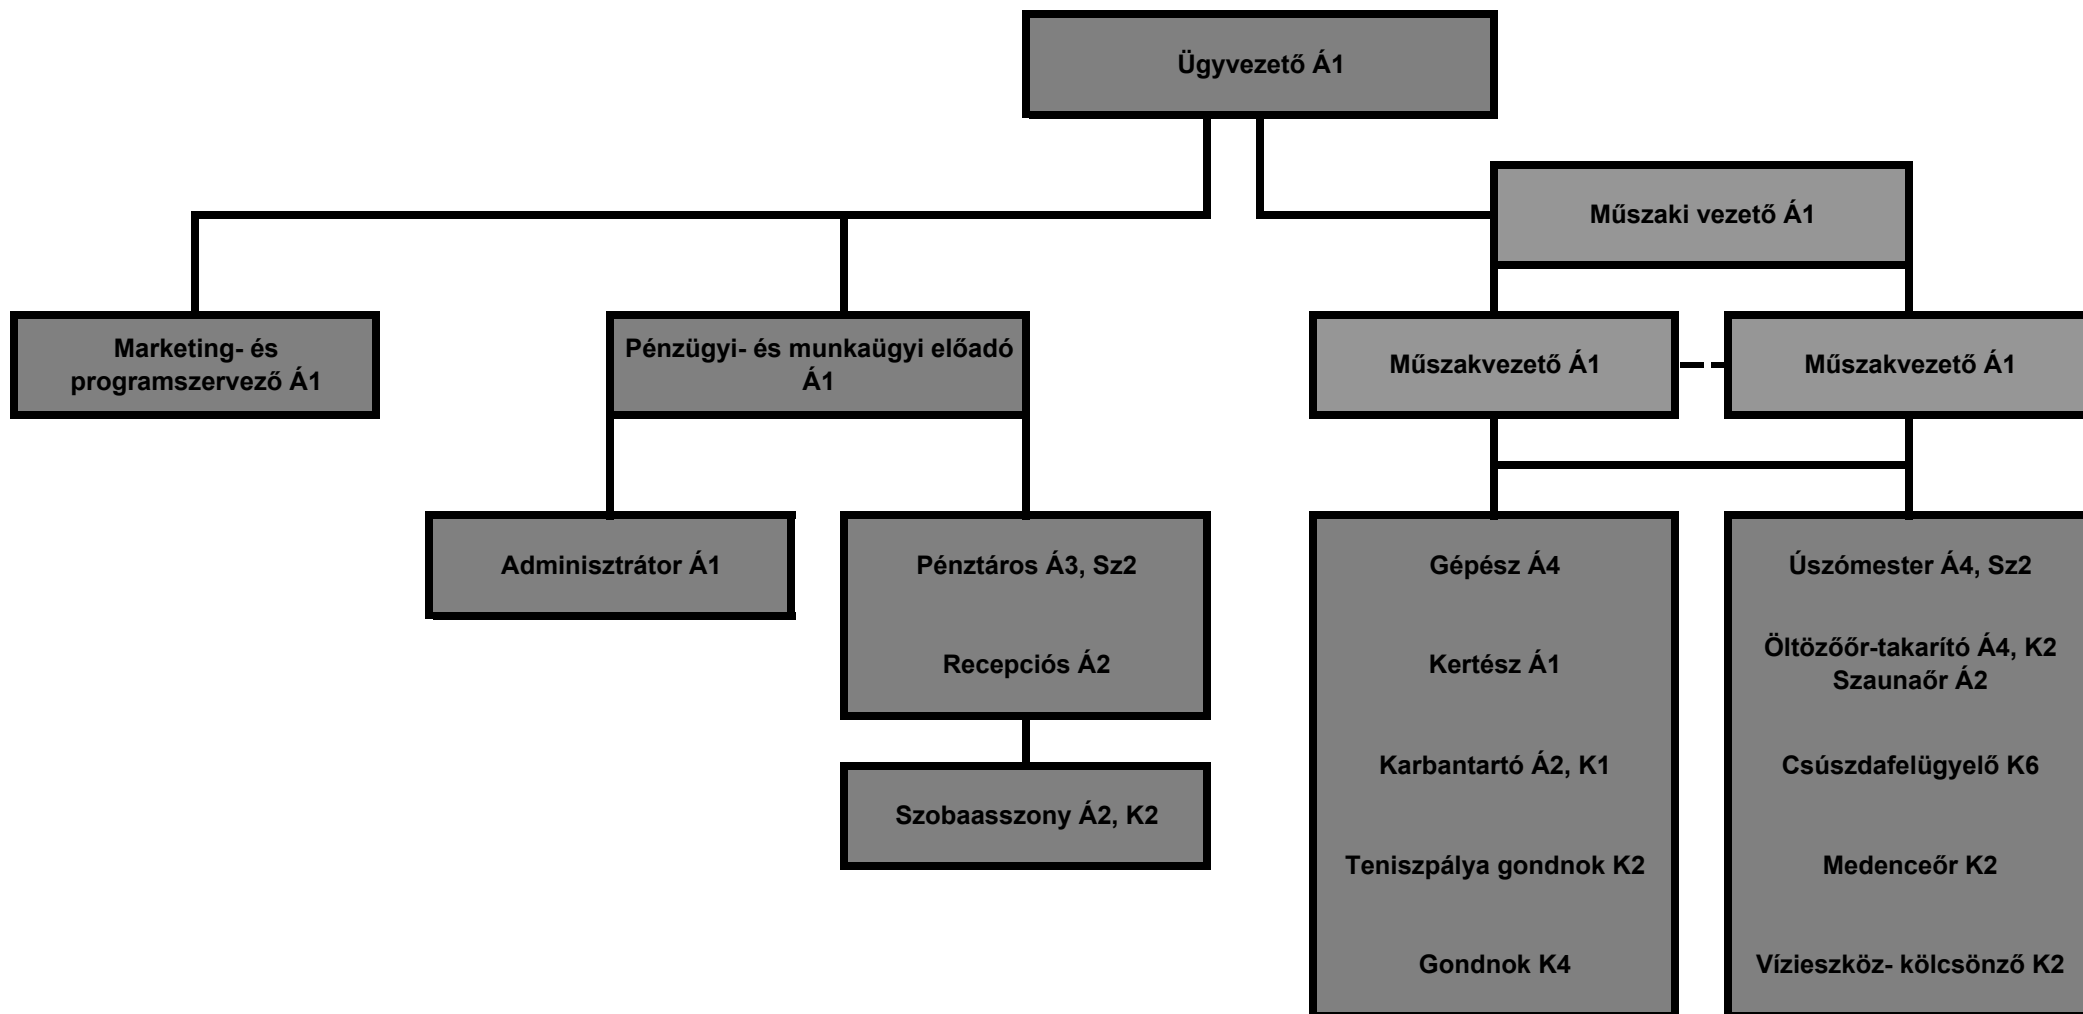 Ügyvezető Á1
Műszaki vezető Á1
Marketing- és
programszervező Á1
Pénzügyi- és munkaügyi előadó
Á1
Műszakvezető Á1
Műszakvezető Á1
Adminisztrátor Á1
Pénztáros Á3, Sz2
Recepciós Á2
Szobaasszony Á2, K2
Gépész Á4
Kertész Á1
Karbantartó Á2, K1
Teniszpálya gondnok K2
Gondnok K4
Úszómester Á4, Sz2
Öltözőőr-takarító Á4, K2
Szaunaőr Á2
Csúszdafelügyelő K6
Medenceőr K2
Vízieszköz- kölcsönző K2